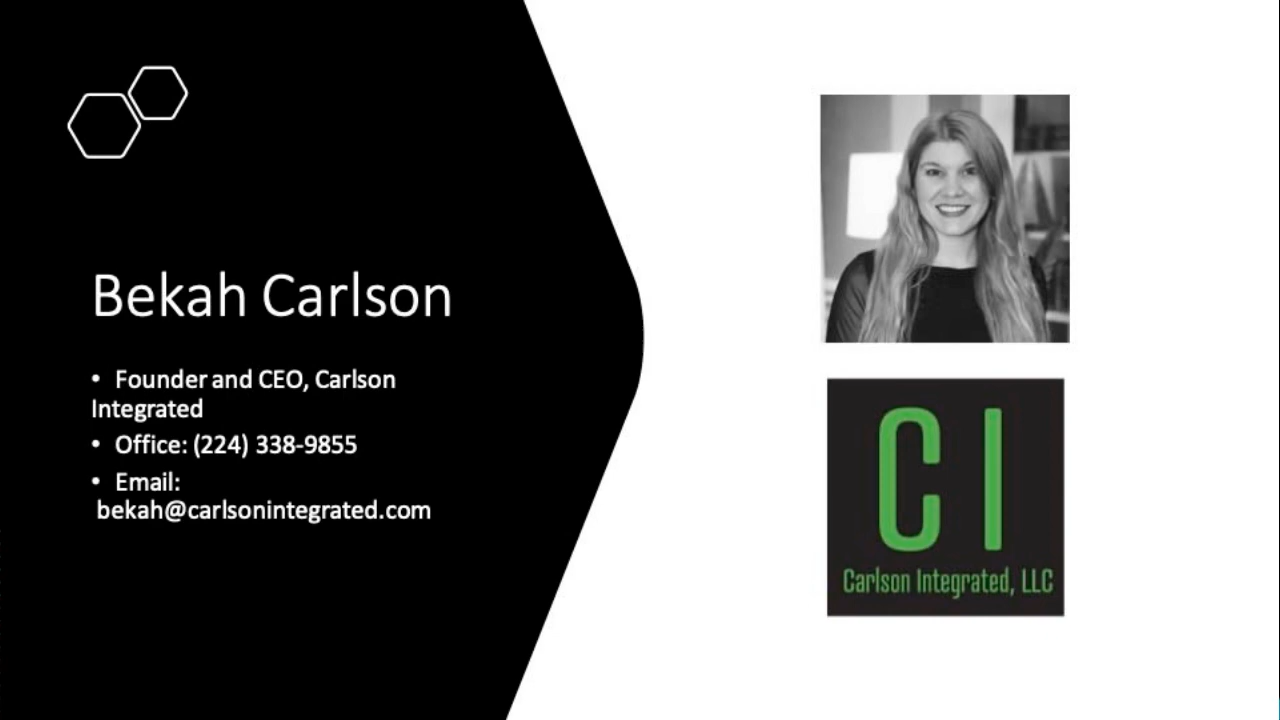 Bekah Carlson
• Founder and CEO, Carlson
Integrated
• Office: (224) 338-9855
• Email:
bekah@carlsonintegrated.com
CI
Carlson Integrated, LLC